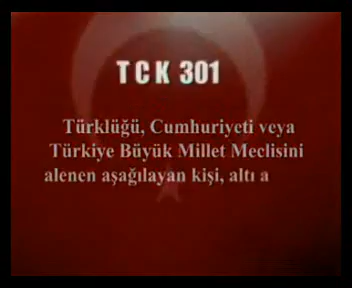 TCK 301
Türklüğü, Cumhuriyeti veya
Türkiye Büyük Millet Meclisini
alenen aşağılayan kişi, altı a